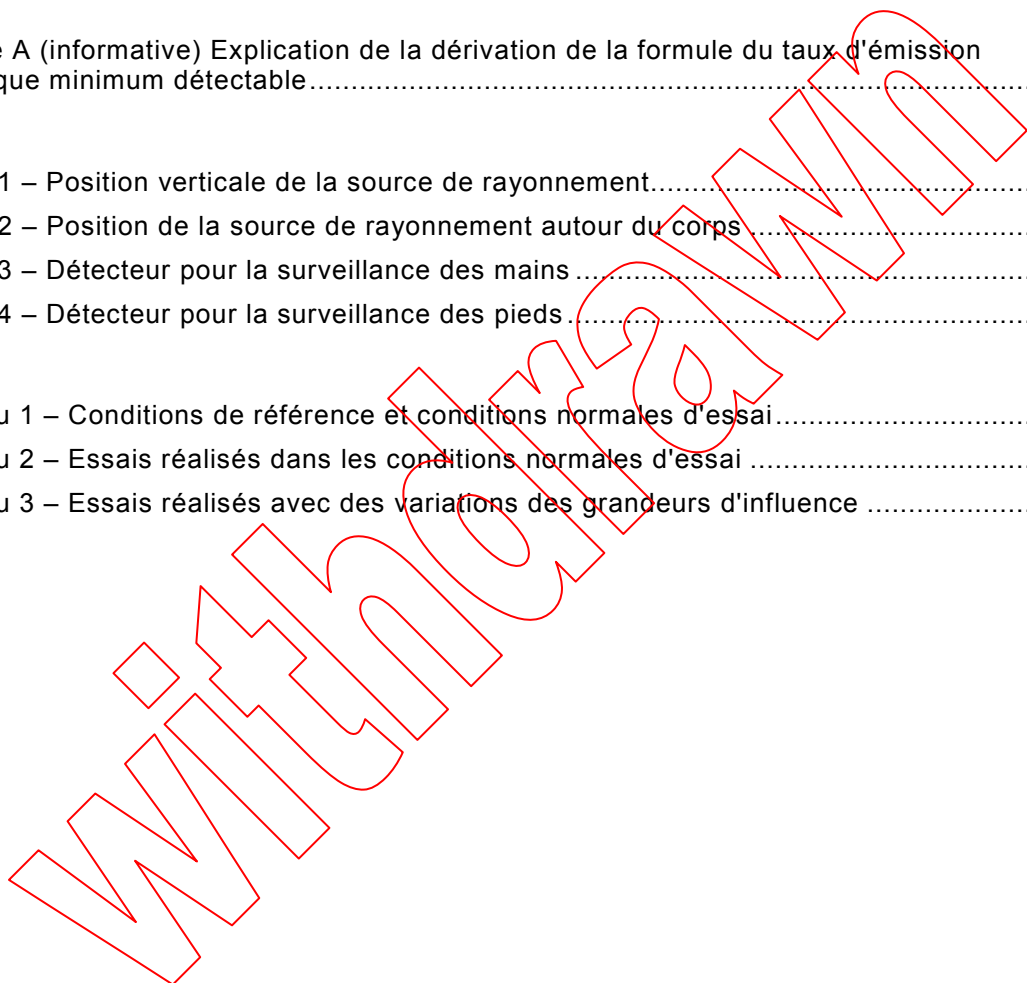 e A (informative) Explication de la dérivation de la formule du taux d'émission
que minimum détectable
1 – Position verticale de la source de rayonnement
2 – Position de la source de rayonnement autour du corps
3 – Détecteur pour la surveillance des mains
4 – Détecteur pour la surveillance des pieds
u 1 – Conditions de référence et conditions normales d'essai
u 2 – Essais réalisés dans les conditions normales d'essai
u 3 – Essais réalisés avec des variations des grandeurs d'influence
withdrawn